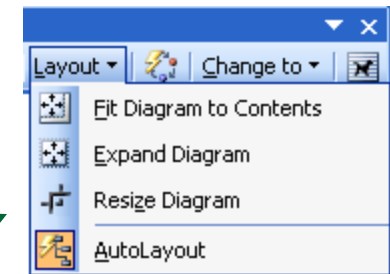 Layout Change to
Fit Diagram to Contents
Expand Diagram
Resize Diagram
AutoLayout